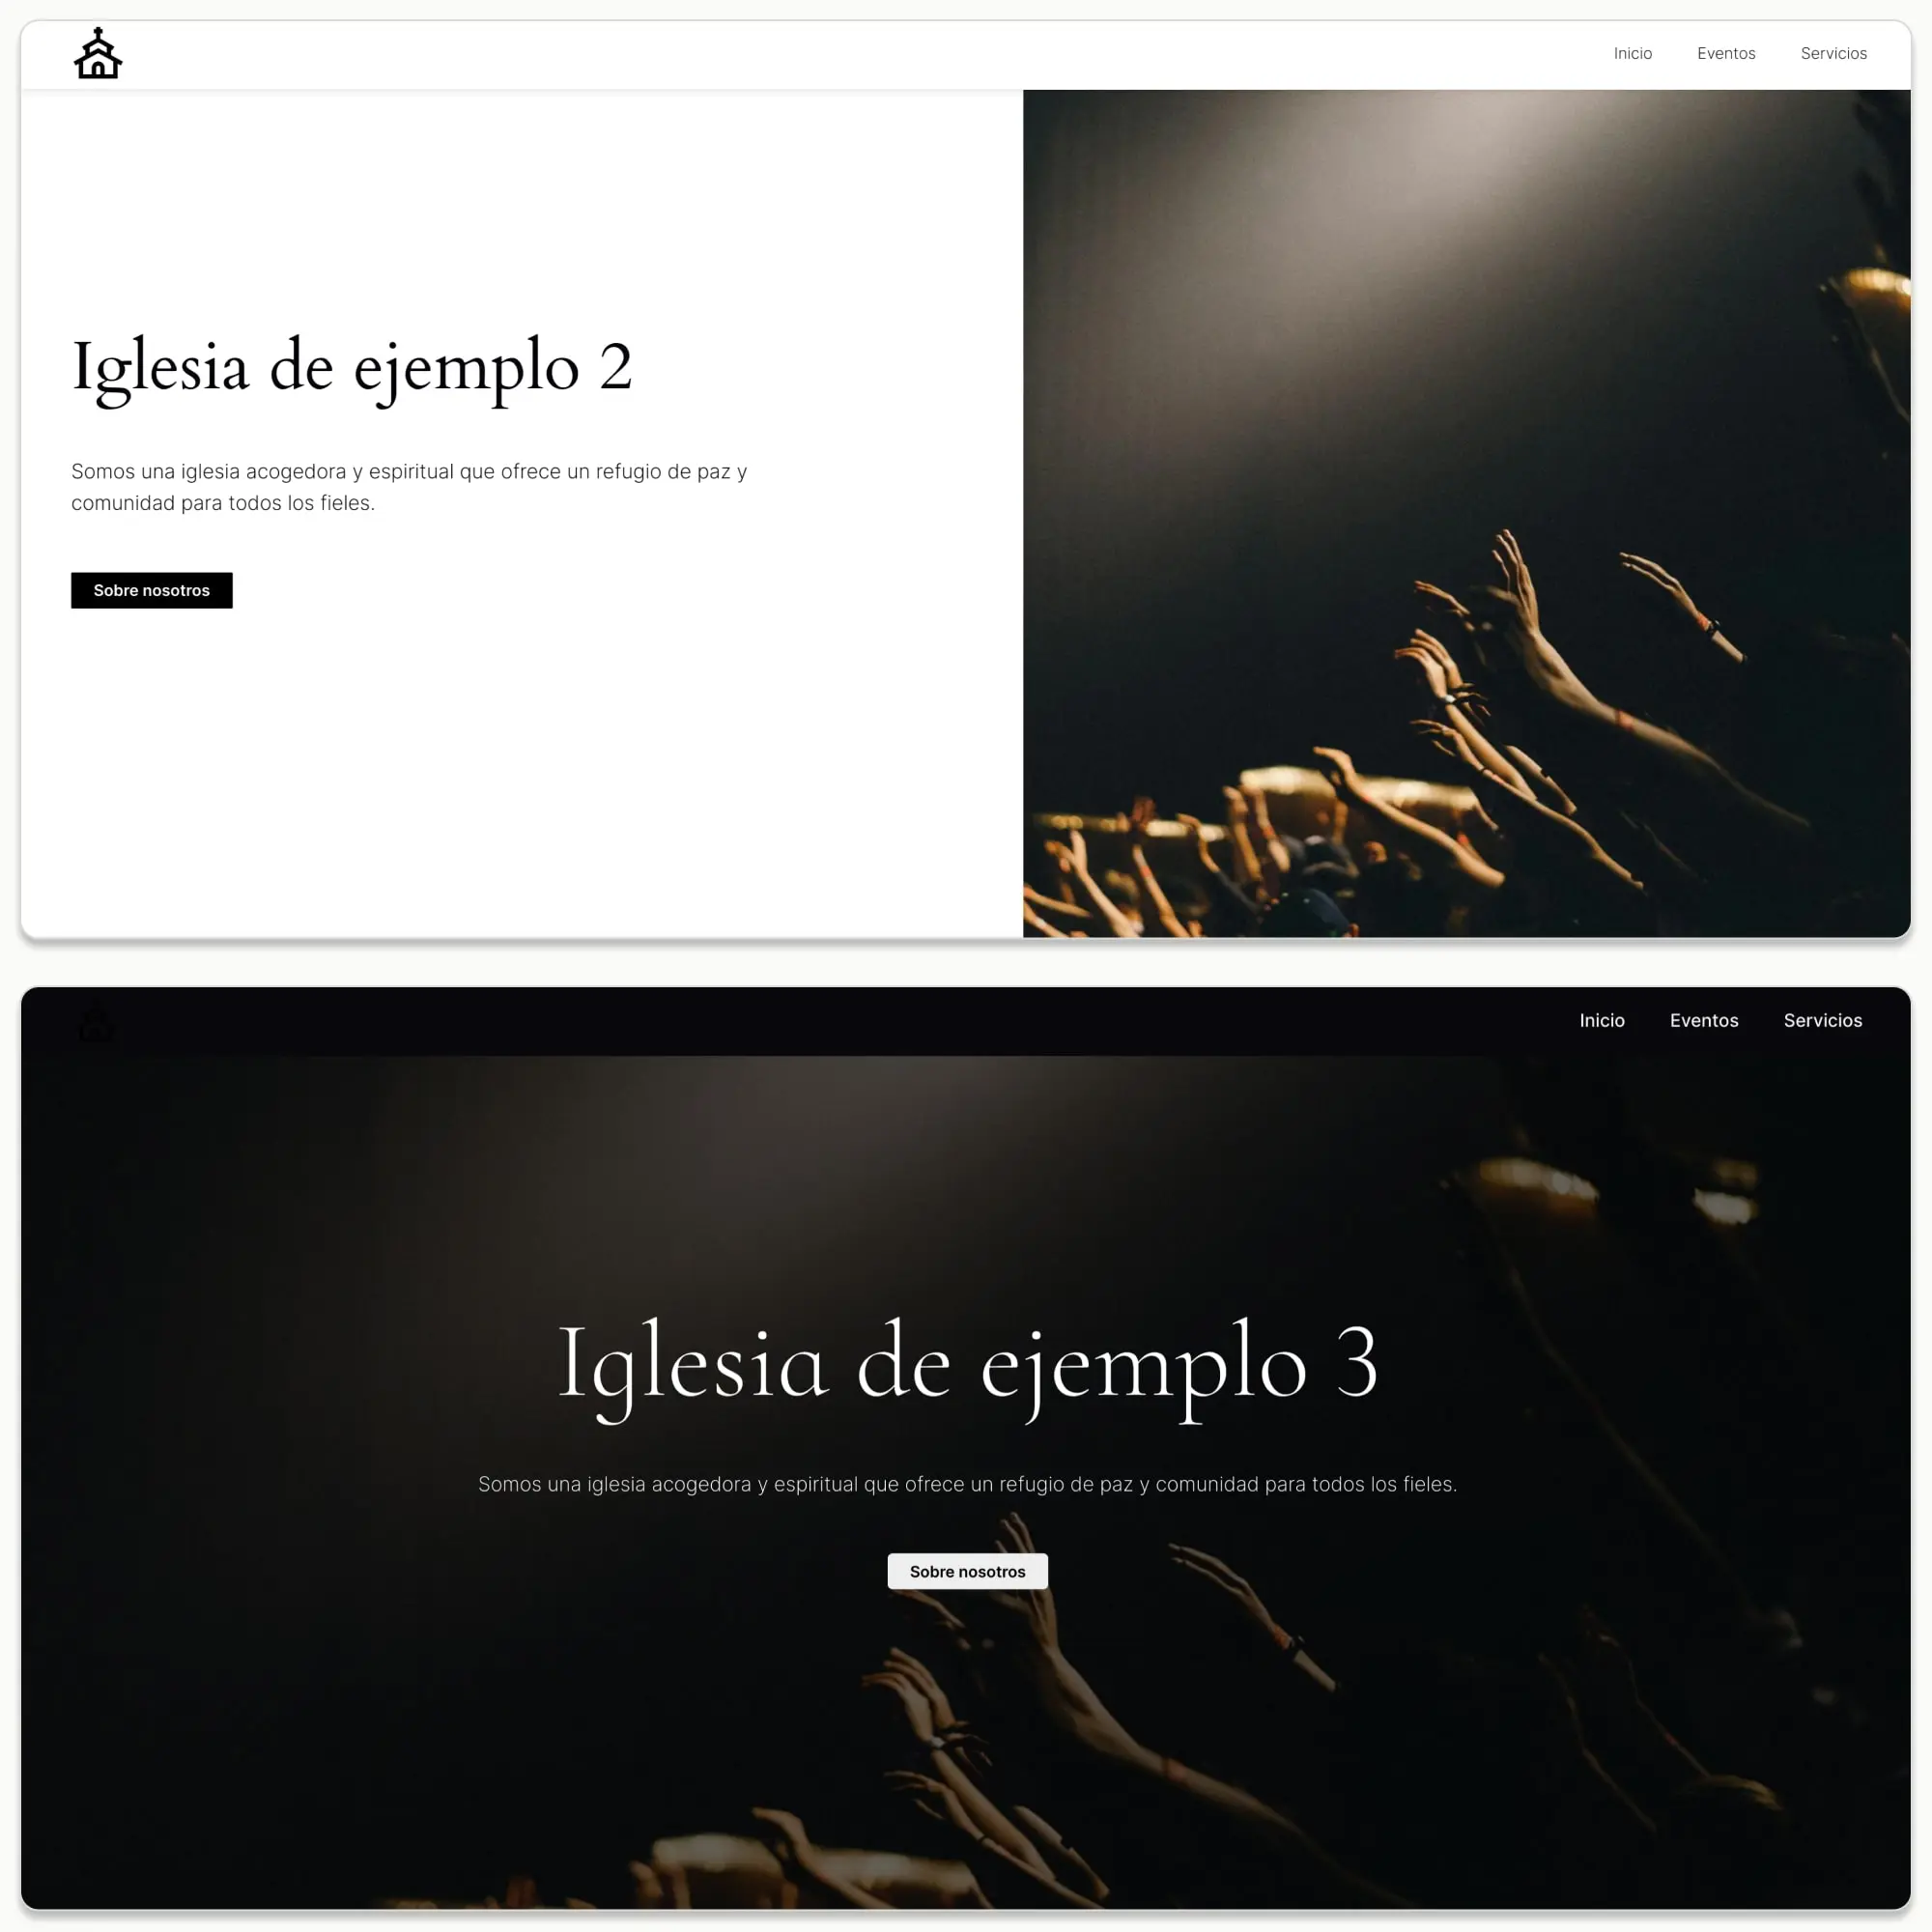 Inicio Eventos Servicios
Iglesia de ejemplo 2
Somos una iglesia acogedora y espiritual que ofrece un refugio de paz y
comunidad para todos los fieles.
Sobre nosotros
Inicio Eventos Servicios
Iglesia de ejemplo 3
Somos una iglesia acogedora y espiritual que ofrece un refugio de paz y comunidad para todos los fieles.
Sobre nosotros